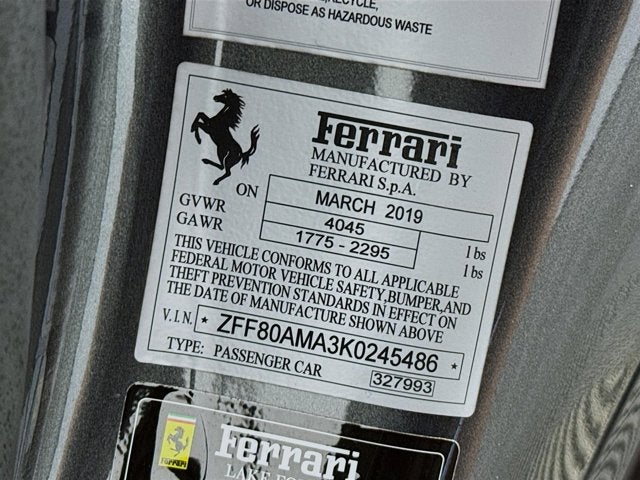 OR DISPOSE AS HAZARDOUS WASTE
Ferrari
MANUFACTURED BY
FERRARI S.p.A.
ON MARCH 2019
GVWR 4045 lbs
GAWR 1775 - 2295 lbs
THIS VEHICLE CONFORMS TO ALL APPLICABLE
FEDERAL MOTOR VEHICLE SAFETY,BUMPER,AND
THEFT PREVENTION STANDARDS IN EFFECT ON
THE DATE OF MANUFACTURE SHOWN ABOVE
V.I.N. * ZFF80AMA3K0245486 *
TYPE: PASSENGER CAR 327993
Ferrari
Ferrari
LAKE